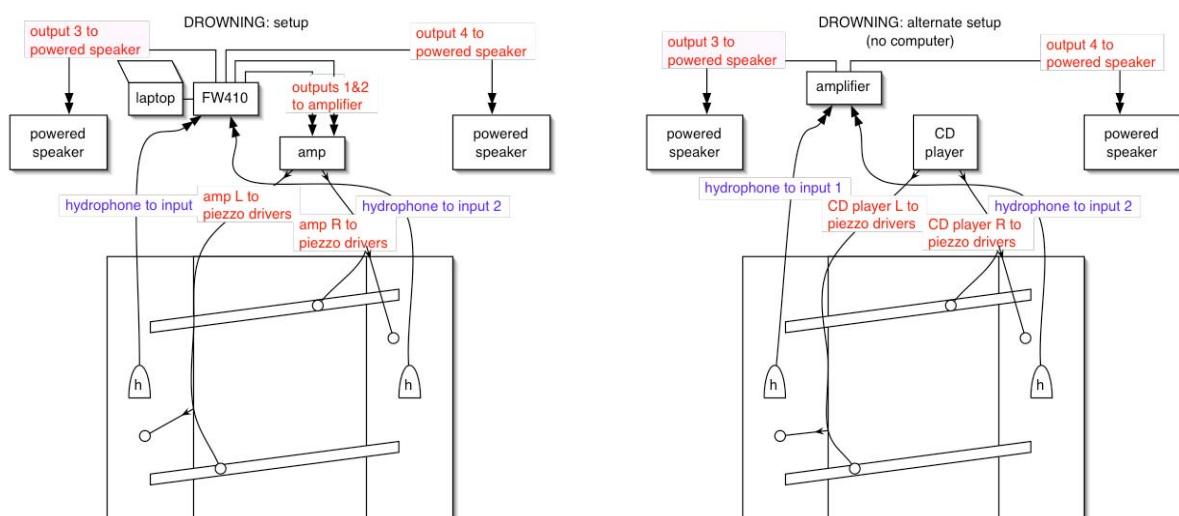 DROWNING: setup
output 3 to
powered speaker
output 4 to
powered speaker
laptop
FW410
outputs 1&2
to amplifier
powered
speaker
amp
powered
speaker
hydrophone to input
amp L to
piezzo drivers
hydrophone to input 2
amp R to
piezzo drivers
h
h
DROWNING: alternate setup
(no computer)
output 3 to
powered speaker
output 4 to
powered speaker
amplifier
powered
speaker
CD
player
powered
speaker
hydrophone to input 1
CD player L to
piezzo drivers
hydrophone to input 2
CD player R to
piezzo drivers
h
h